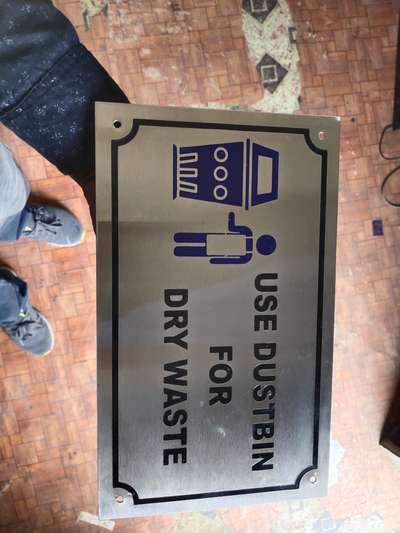 USE DUSTBIN
FOR
DRY WASTE